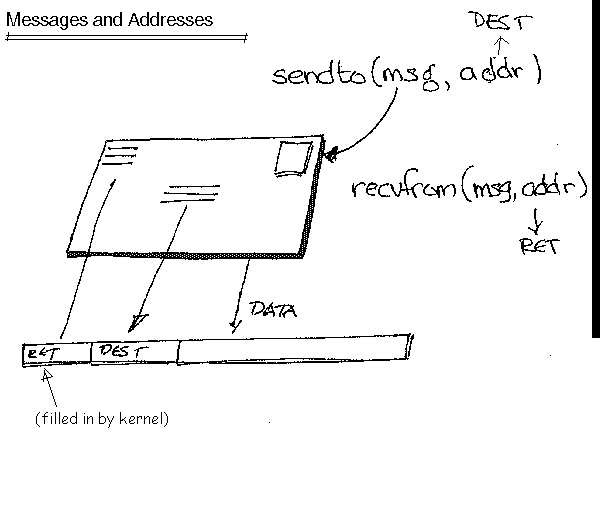 Messages and Addresses
DEST
sendto(msg, addr)
recvfrom(msg, addr)
RET
DATA
RET DEST
(filled in by kernel)